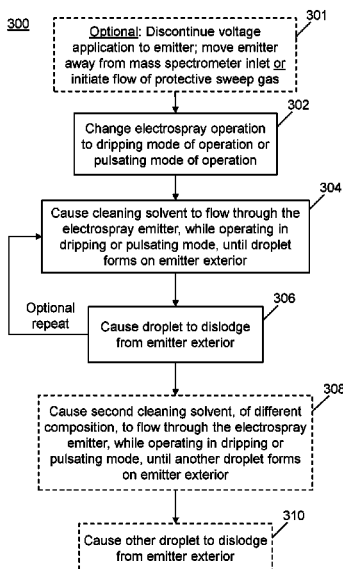 300
301
Optional: Discontinue voltage
application to emitter; move emitter
away from mass spectrometer inlet or
initiate flow of protective sweep gas
302
Change electrospray operation
to dripping mode of operation or
pulsating mode of operation
304
Cause cleaning solvent to flow through the
electrospray emitter, while operating in
dripping or pulsating mode, until droplet
forms on emitter exterior
Optional
repeat
306
Cause droplet to dislodge
from emitter exterior
308
Cause second cleaning solvent, of different
composition, to flow through the electrospray
emitter, while operating in dripping or
pulsating mode, until another droplet forms
on emitter exterior
310
Cause other droplet to dislodge
from emitter exterior